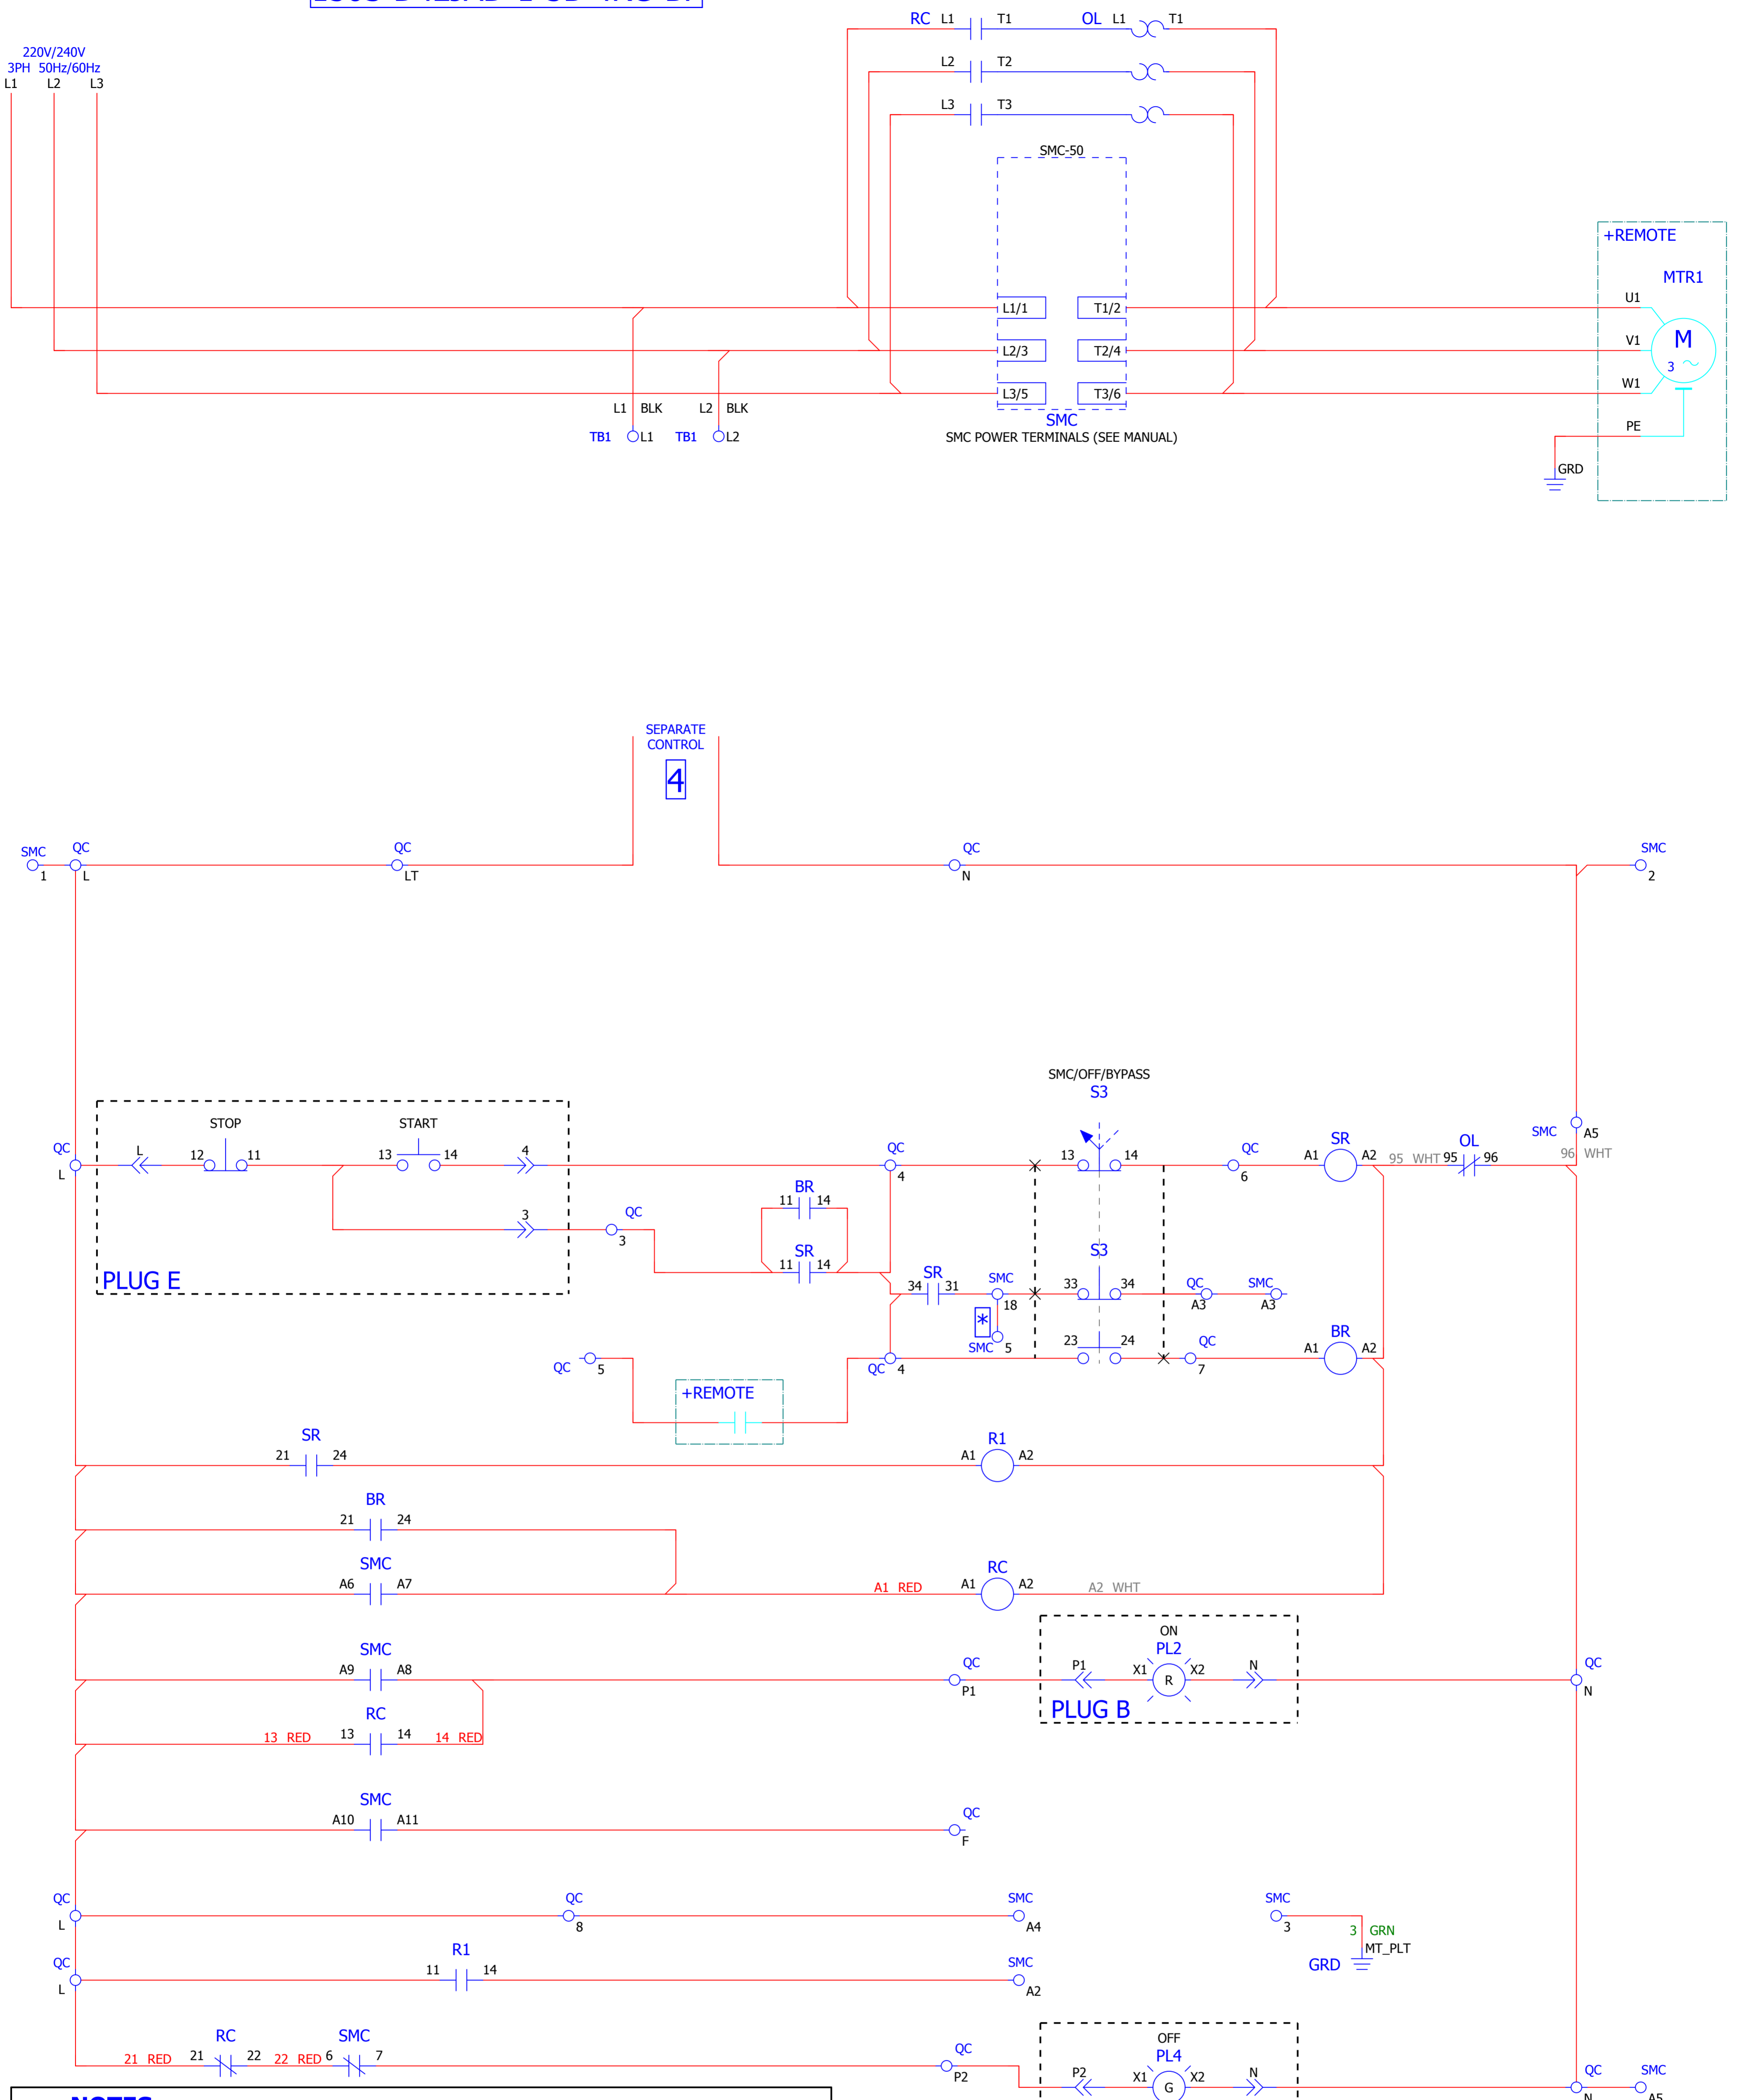 RC L1 T1 OL L1 T1
220V/240V
3PH 50Hz/60Hz
L1 L2 L3
L2 T2
L3 T3
SMC-50
+REMOTE
MTR1
L1/1 T1/2 U1
L2/3 T2/4 V1 M
3
L3/5 T3/6 W1
L1 BLK L2 BLK
SMC
TB1 L1 TB1 L2 SMC POWER TERMINALS (SEE MANUAL) PE
GRD
SEPARATE
CONTROL
4
SMC QC QC QC SMC
1 L LT N 2
SMC/OFF/BYPASS
S3
STOP START
QC L 12 11 13 14 4 QC 13 14 QC SR OL SMC A5
L 4 6 A1 A2 95 WHT 95 96 96 WHT
BR
11 14
3 QC
3
SR
11 14
S3
PLUG E
SR
34 31 SMC 33 34 QC SMC
18 A3 A3
*
SMC 5 23 24 QC BR
A1 A2
QC 5 QC 4 7
+REMOTE
SR R1
21 24 A1 A2
BR
21 24
SMC RC
A6 A7 A1 RED A1 A2 A2 WHT
ON
SMC PL2
A9 A8 QC P1 X1 R X2 N QC
P1 N
PLUG B
RC
13 RED 13 14 14 RED
SMC
A10 A11 QC
F
QC QC SMC SMC
L 8 A4 3
3 GRN
MT_PLT
GRD
QC R1 SMC
L 11 14 A2
OFF
RC SMC PL4
21 RED 21 22 22 RED 6 7 QC
P2 P2 X1 G X2 N QC SMC
N A5